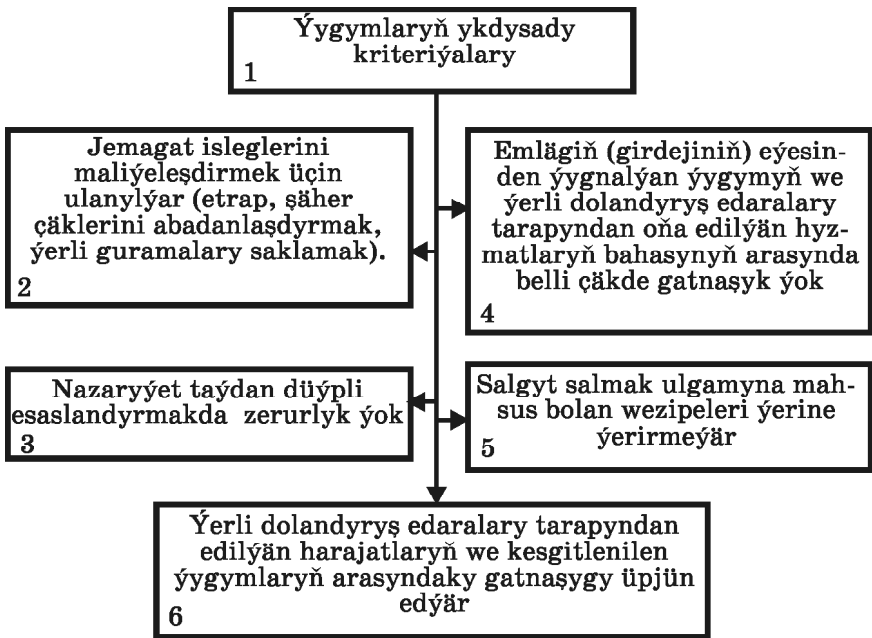 Ýygymlaryň ykdysady
kriteriýalary
1
Jemagat isleglerini
maliýeleşdirmek üçin
ulanylýar (etrap, şäher
çäklerini abadanlaşdyrmak,
ýerli guramalary saklamak).
2
Nazaryýet taýdan düýpli
esaslandyrmakda zerurlyk ýok
3
Emlägiň (girdejiniň) eýesin-
den ýygnalýan ýygymyň we
ýerli dolandyryş edaralary
tarapyndan oňa edilýän hyz-
matlaryň bahasynyň arasynda
belli çäkde gatnaşyk ýok
4
Salgyt salmak ulgamyna mah-
sus bolan wezipeleri ýerine
ýerirmeýär
5
Ýerli dolandyryş edaralary tarapyndan
edilýän harajatlaryň we kesgitlenilen
ýygymlaryň arasyndaky gatnaşygy üpjün
edýär
6